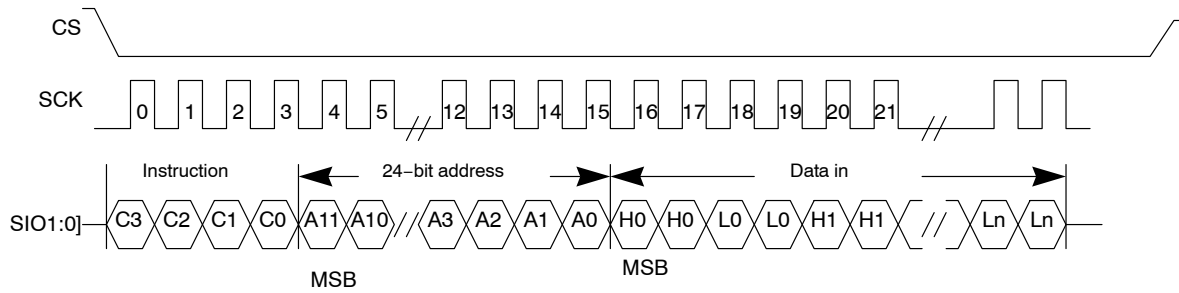 CS
SCK
0 1 2 3 4 5 // 12 13 14 15 16 17 18 19 20 21 //
Instruction 24−bit address Data in
SIO1:0] C3 C2 C1 C0 A11 A10 // A3 A2 A1 A0 H0 H0 L0 L0 H1 H1 // Ln Ln
MSB MSB